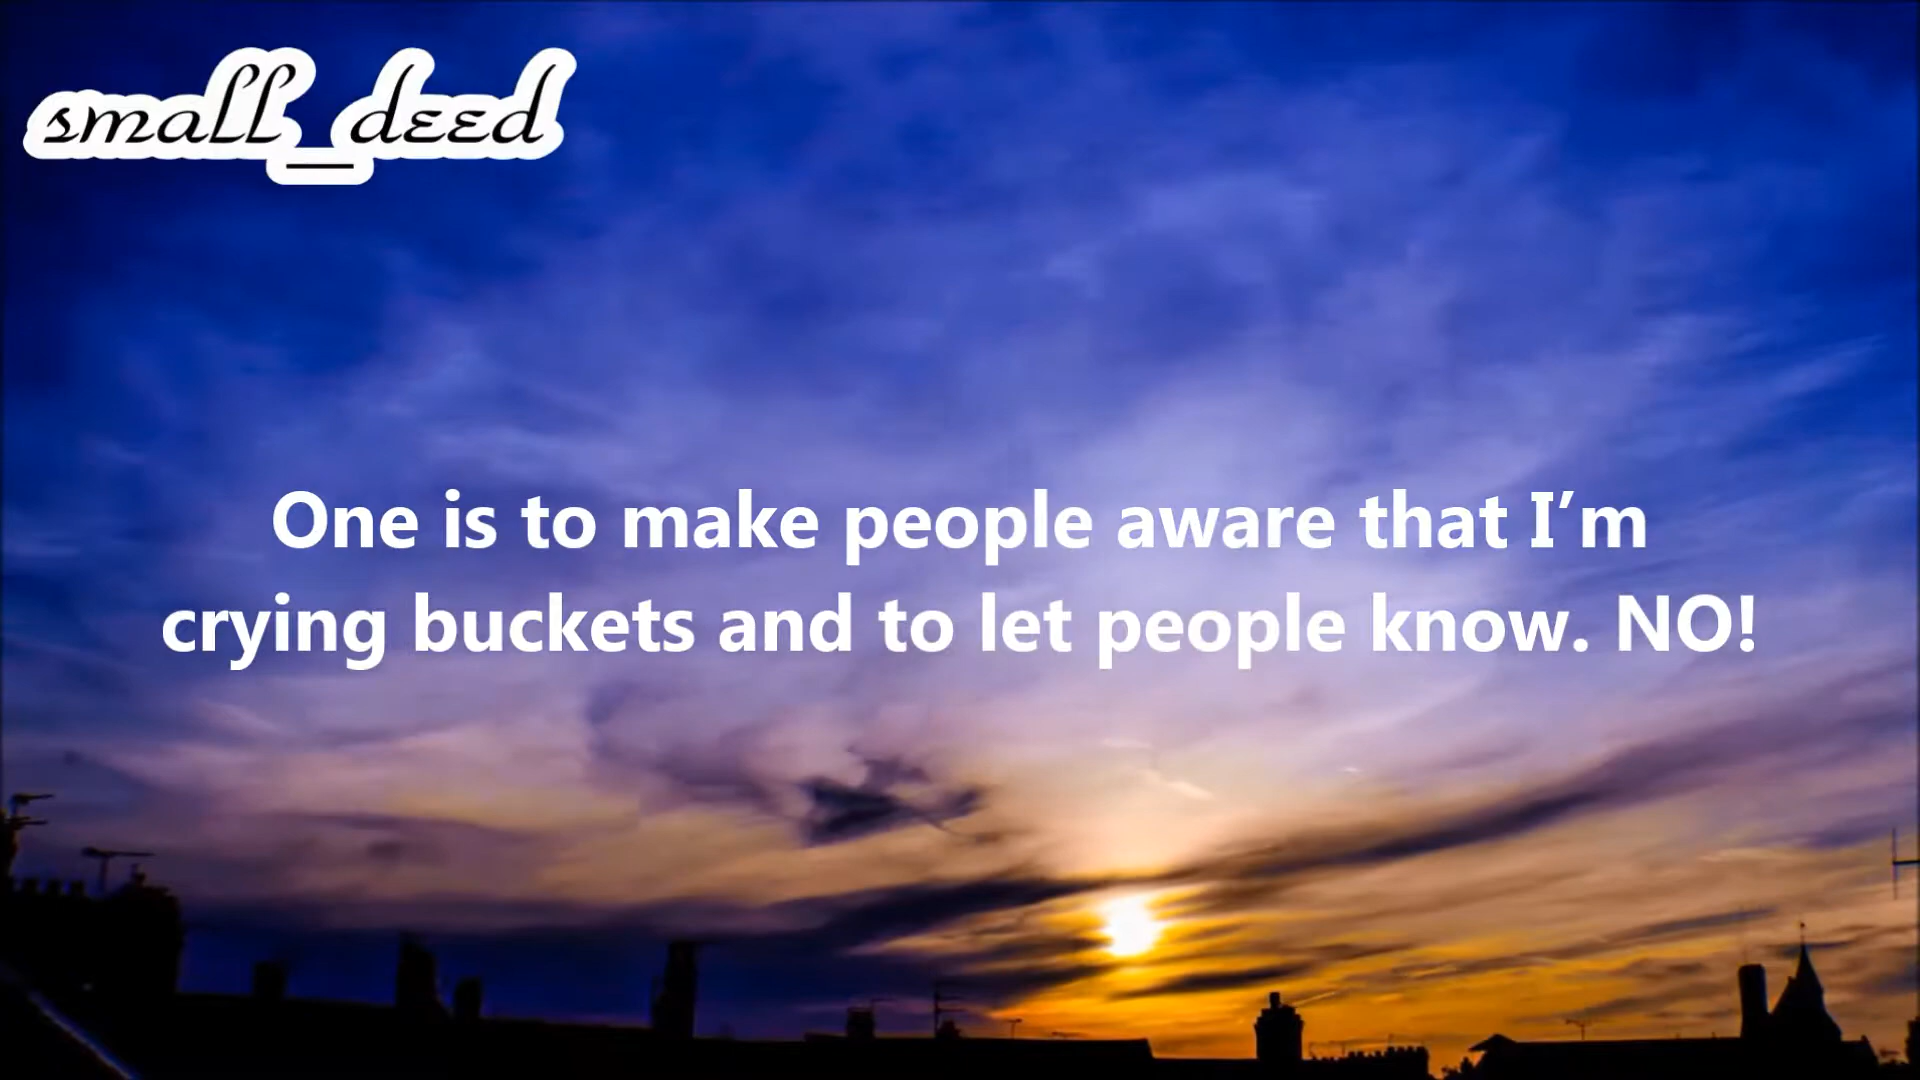 small_deed
One is to make people aware that I’m
crying buckets and to let people know. NO!